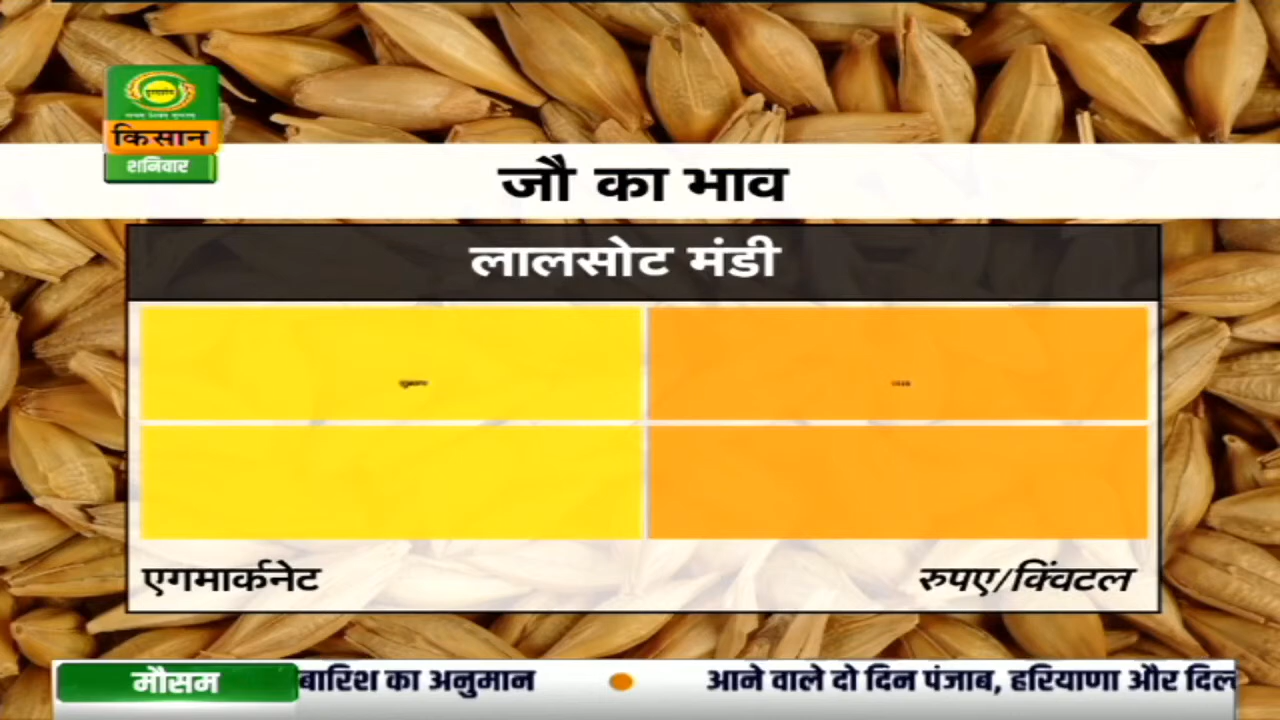 किसान
शनिवार
जौ का भाव
लालसोट मंडी
एगमार्कनेट
रुपए/क्विंटल
मौसम
बारिश का अनुमान
आने वाले दो दिन पंजाब, हरियाणा और